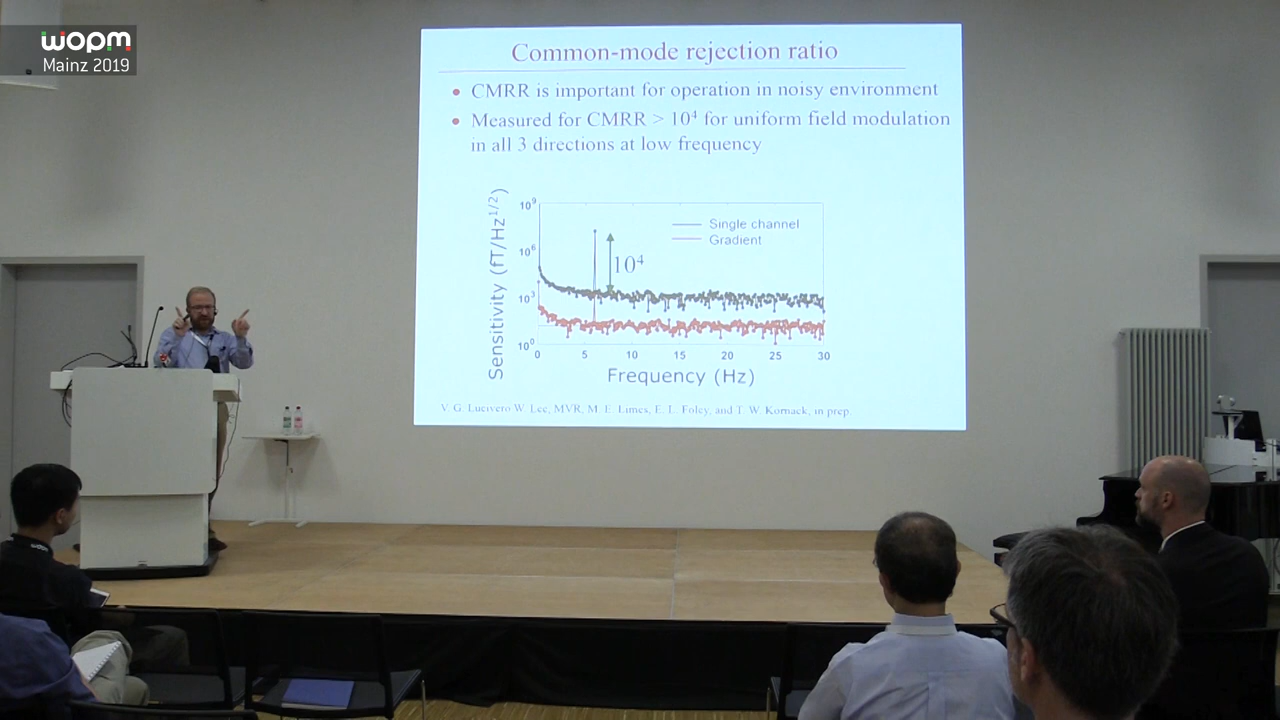 wopm
Mainz 2019
Common-mode rejection ratio
• CMRR is important for operation in noisy environment
• Measured for CMRR > 10⁴ for uniform field modulation
in all 3 directions at low frequency
Sensitivity (fT/Hz^1/2)
10⁹
10⁶
10³
10⁰
Single channel
Gradient
10⁴
0 5 10 15 20 25 30
Frequency (Hz)
V. G. Lucivero W. Lee, MVR, M. E. Limes, E. L. Foley, and T. W. Kornack, in prep.
wopm